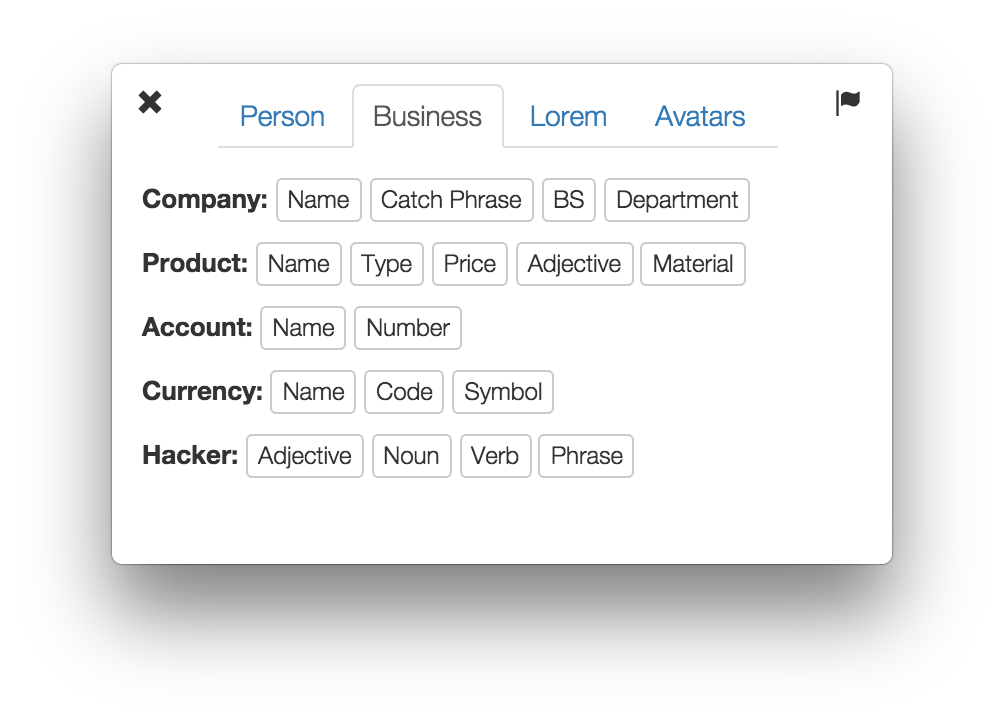 Person Business Lorem Avatars
Company: Name Catch Phrase BS Department
Product: Name Type Price Adjective Material
Account: Name Number
Currency: Name Code Symbol
Hacker: Adjective Noun Verb Phrase